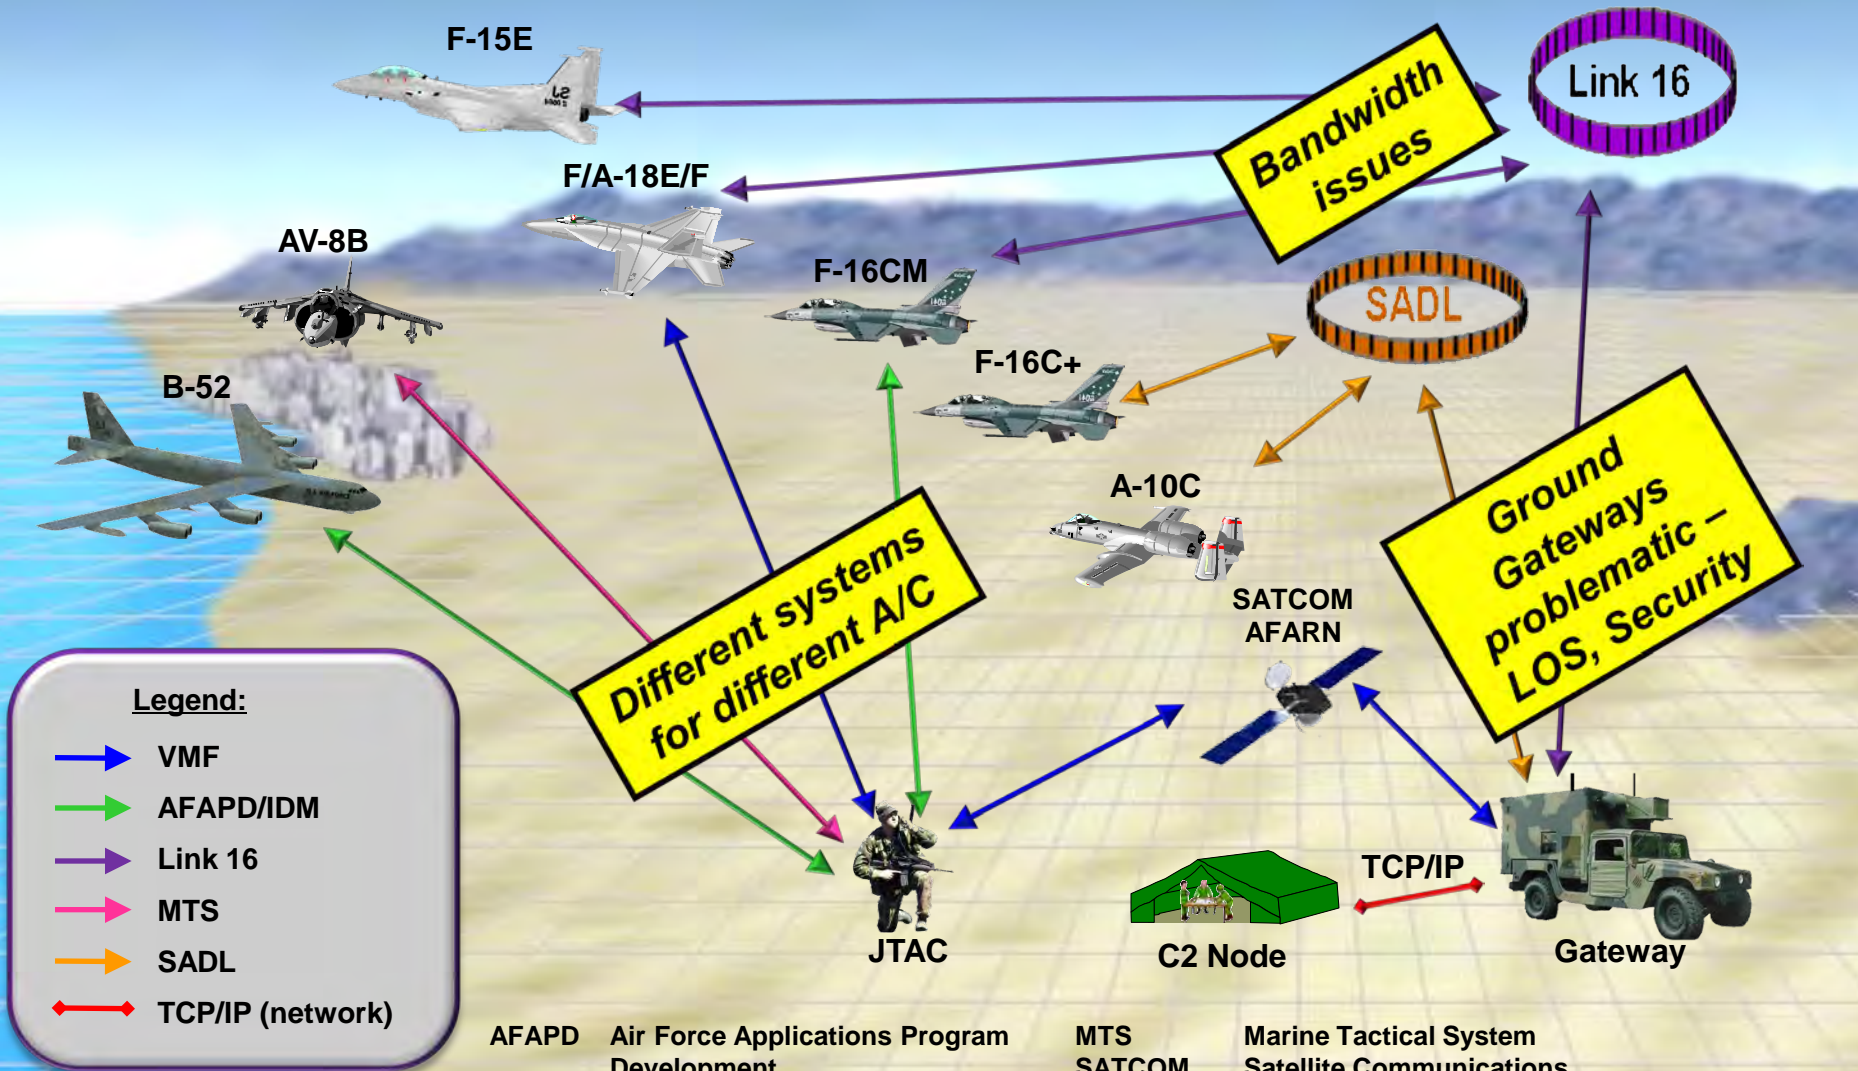 F-15E
Link 16
Bandwidth
issues
F/A-18E/F
AV-8B
F-16CM
SADL
F-16C+
B-52
A-10C
Ground
Gateways
problematic –
LOS, Security
Different systems
for different A/C
SATCOM
AFARN
Legend:
VMF
AFAPD/IDM
Link 16
MTS
SADL
TCP/IP (network)
TCP/IP
JTAC
C2 Node
Gateway
AFAPD Air Force Applications Program
Development
MTS Marine Tactical System
SATCOM Satellite Communications